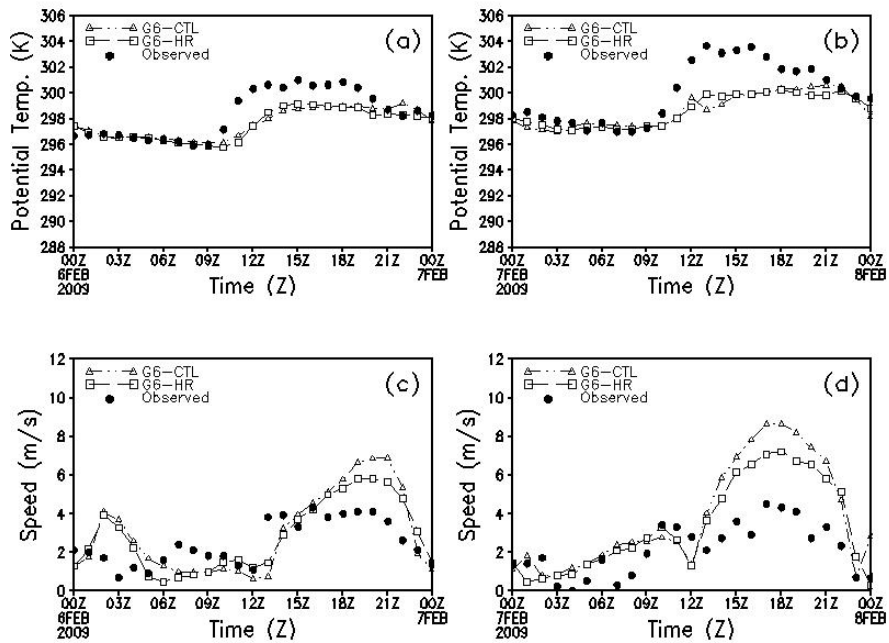 306
304
302
300
298
296
294
292
290
288
Potential Temp. (K)
G6-CTL
G6-HR
Observed
(a)
00Z 03Z 06Z 09Z 12Z 15Z 18Z 21Z 00Z
6FEB 7FEB
2009
Time (Z)
306
304
302
300
298
296
294
292
290
288
Potential Temp. (K)
G6-CTL
G6-HR
Observed
(b)
00Z 03Z 06Z 09Z 12Z 15Z 18Z 21Z 00Z
7FEB 8FEB
2009
Time (Z)
12
10
8
6
4
2
0
Speed (m/s)
G6-CTL
G6-HR
Observed
(c)
00Z 03Z 06Z 09Z 12Z 15Z 18Z 21Z 00Z
6FEB 7FEB
2009
Time (Z)
12
10
8
6
4
2
0
Speed (m/s)
G6-CTL
G6-HR
Observed
(d)
00Z 03Z 06Z 09Z 12Z 15Z 18Z 21Z 00Z
7FEB 8FEB
2009
Time (Z)